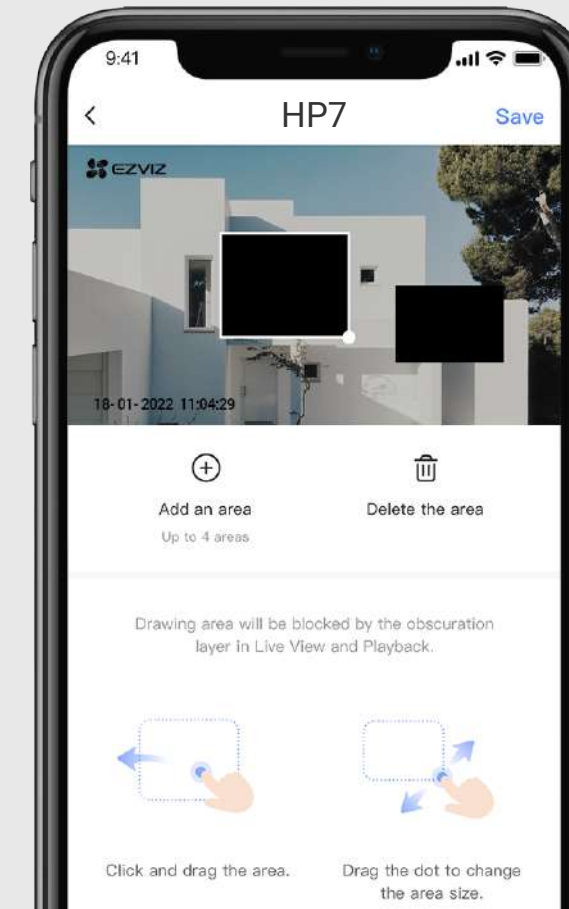 9:41
HP7
Save
EZVIZ
18-01-2022 11:04:29
Add an area
Delete the area
Up to 4 areas
Drawing area will be blocked by the obscuration
layer in Live View and Playback.
Click and drag the area.
Drag the dot to change
the area size.